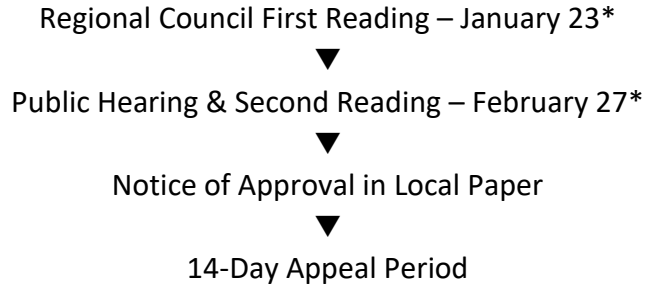 Regional Council First Reading – January 23*
Public Hearing & Second Reading – February 27*
Notice of Approval in Local Paper
14-Day Appeal Period